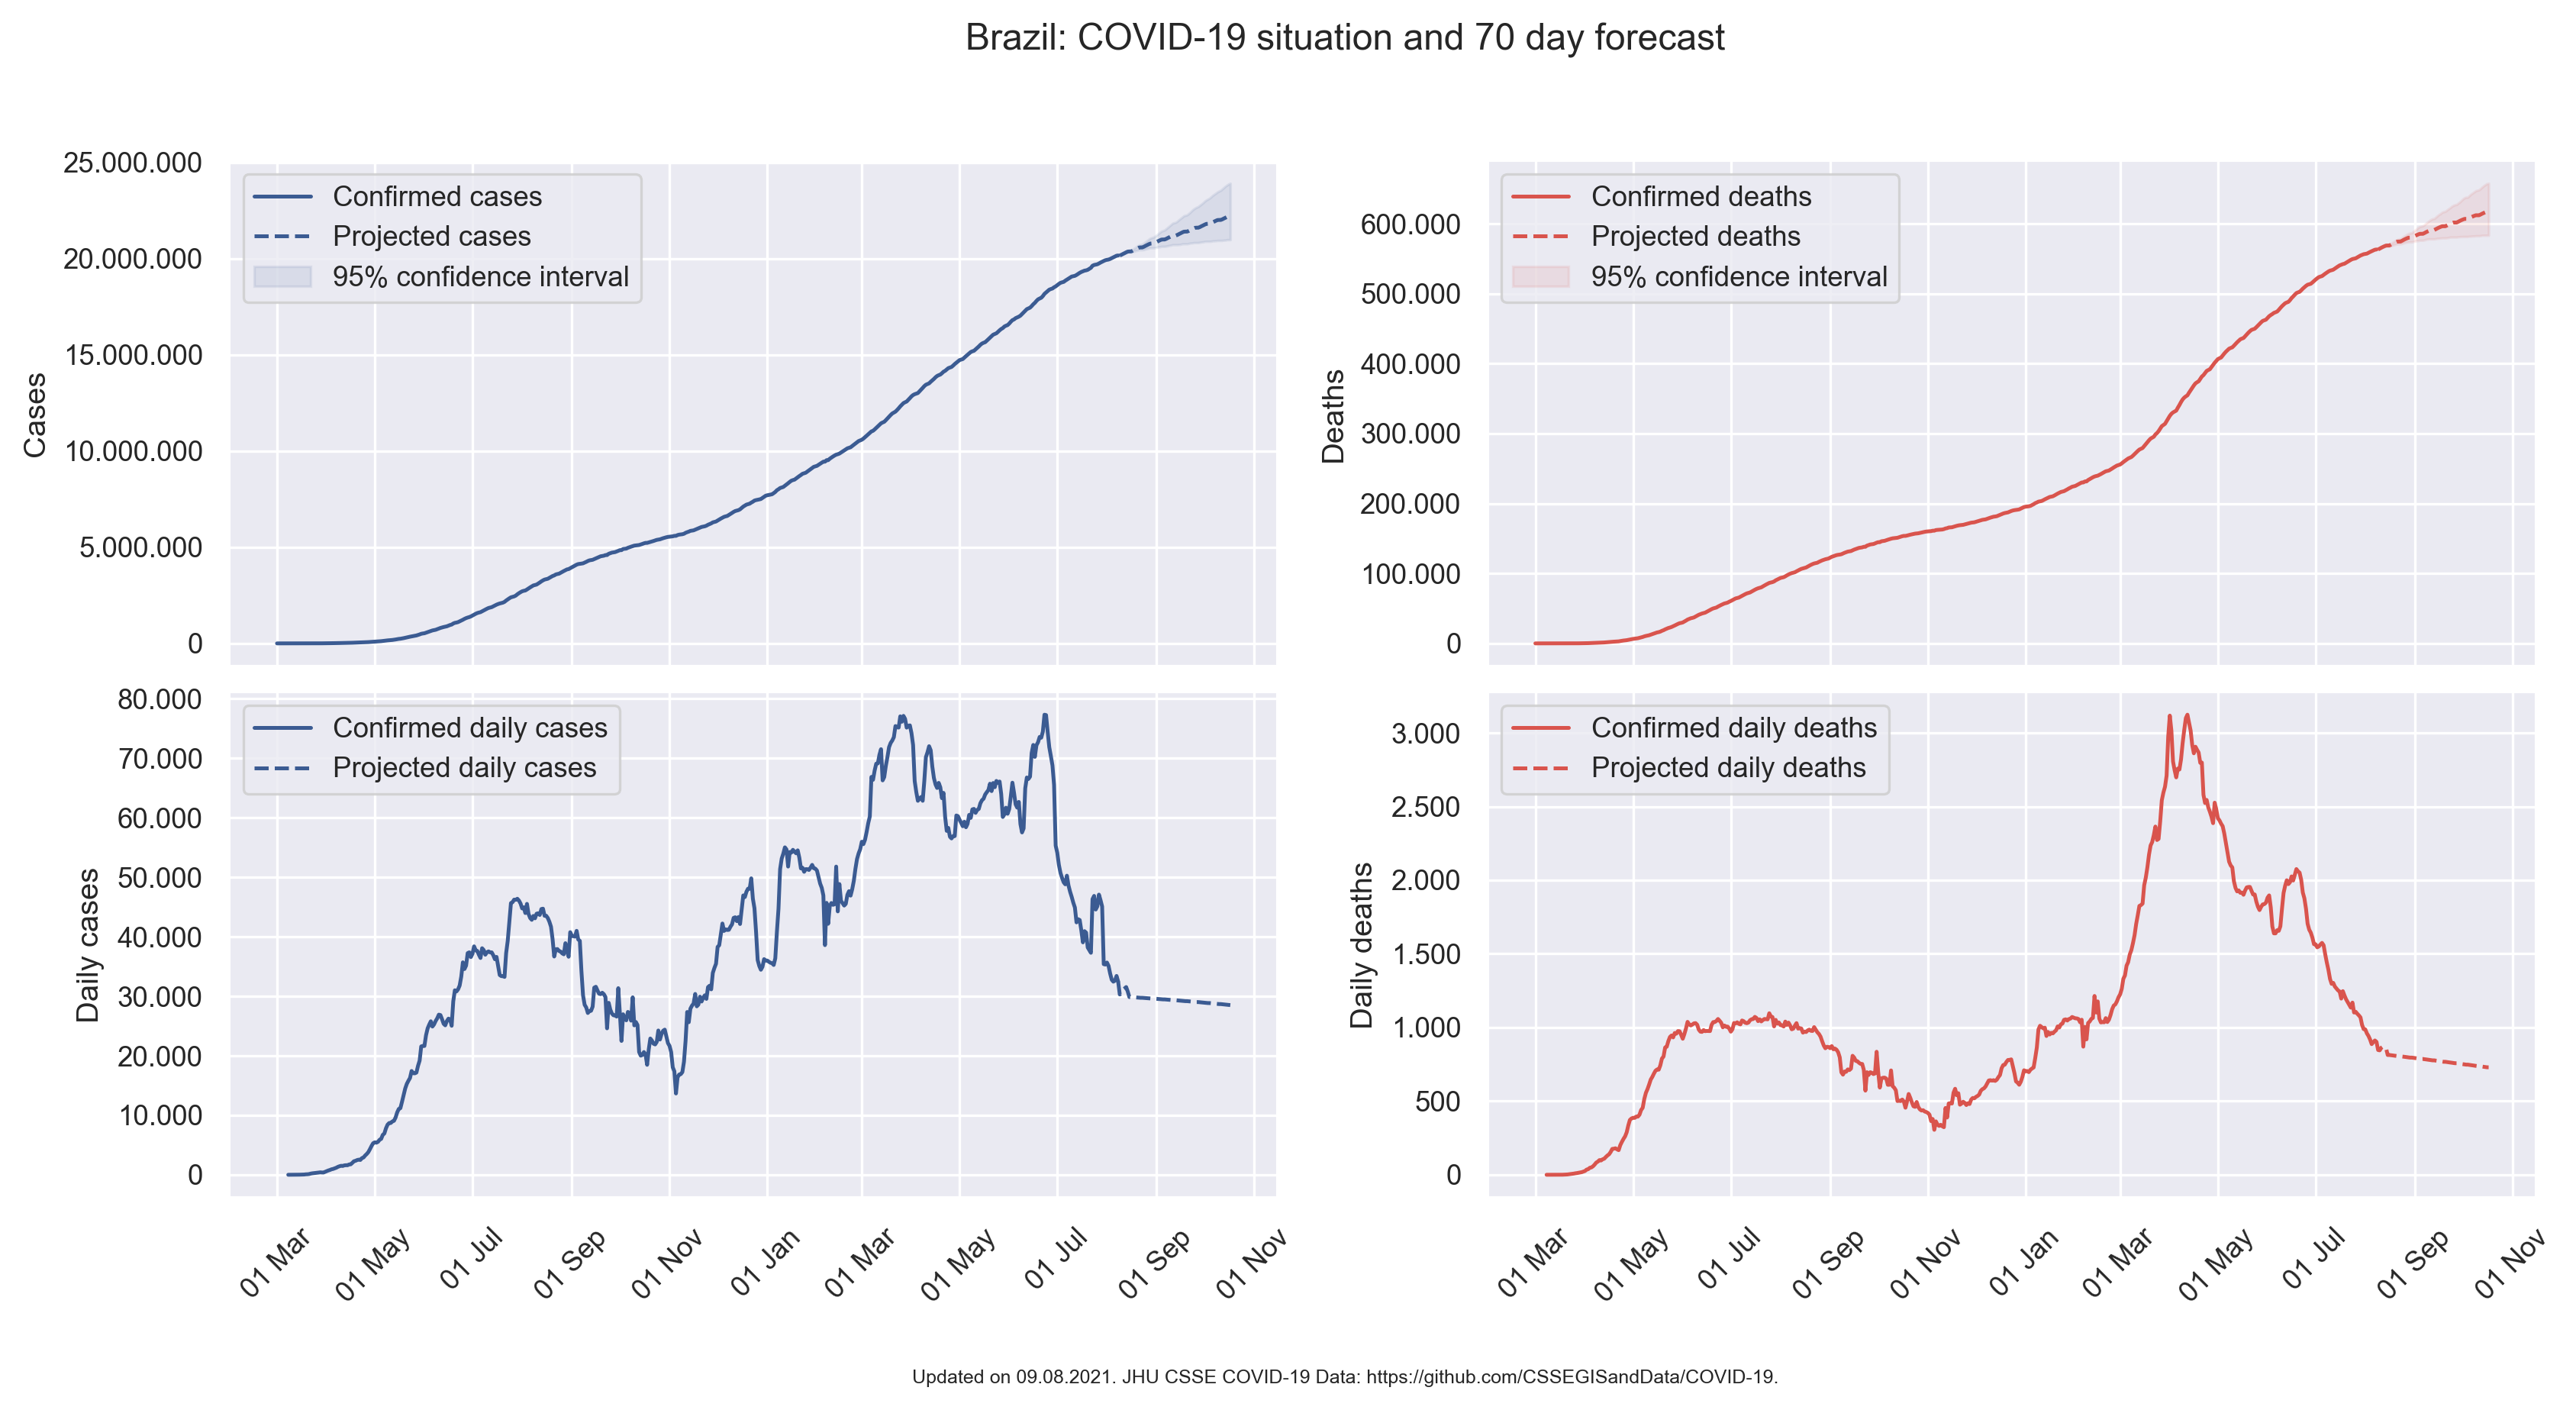 Brazil: COVID-19 situation and 70 day forecast
25.000.000
20.000.000
15.000.000
10.000.000
5.000.000
0
Cases
Confirmed cases
Projected cases
95% confidence interval
600.000
500.000
400.000
300.000
200.000
100.000
0
Deaths
Confirmed deaths
Projected deaths
95% confidence interval
80.000
70.000
60.000
50.000
40.000
30.000
20.000
10.000
0
Daily cases
Confirmed daily cases
Projected daily cases
01 Mar
01 May
01 Jul
01 Sep
01 Nov
01 Jan
01 Mar
01 May
01 Jul
01 Sep
01 Nov
3.000
2.500
2.000
1.500
1.000
500
0
Daily deaths
Confirmed daily deaths
Projected daily deaths
01 Mar
01 May
01 Jul
01 Sep
01 Nov
01 Jan
01 Mar
01 May
01 Jul
01 Sep
01 Nov
Updated on 09.08.2021. JHU CSSE COVID-19 Data: https://github.com/CSSEGISandData/COVID-19.